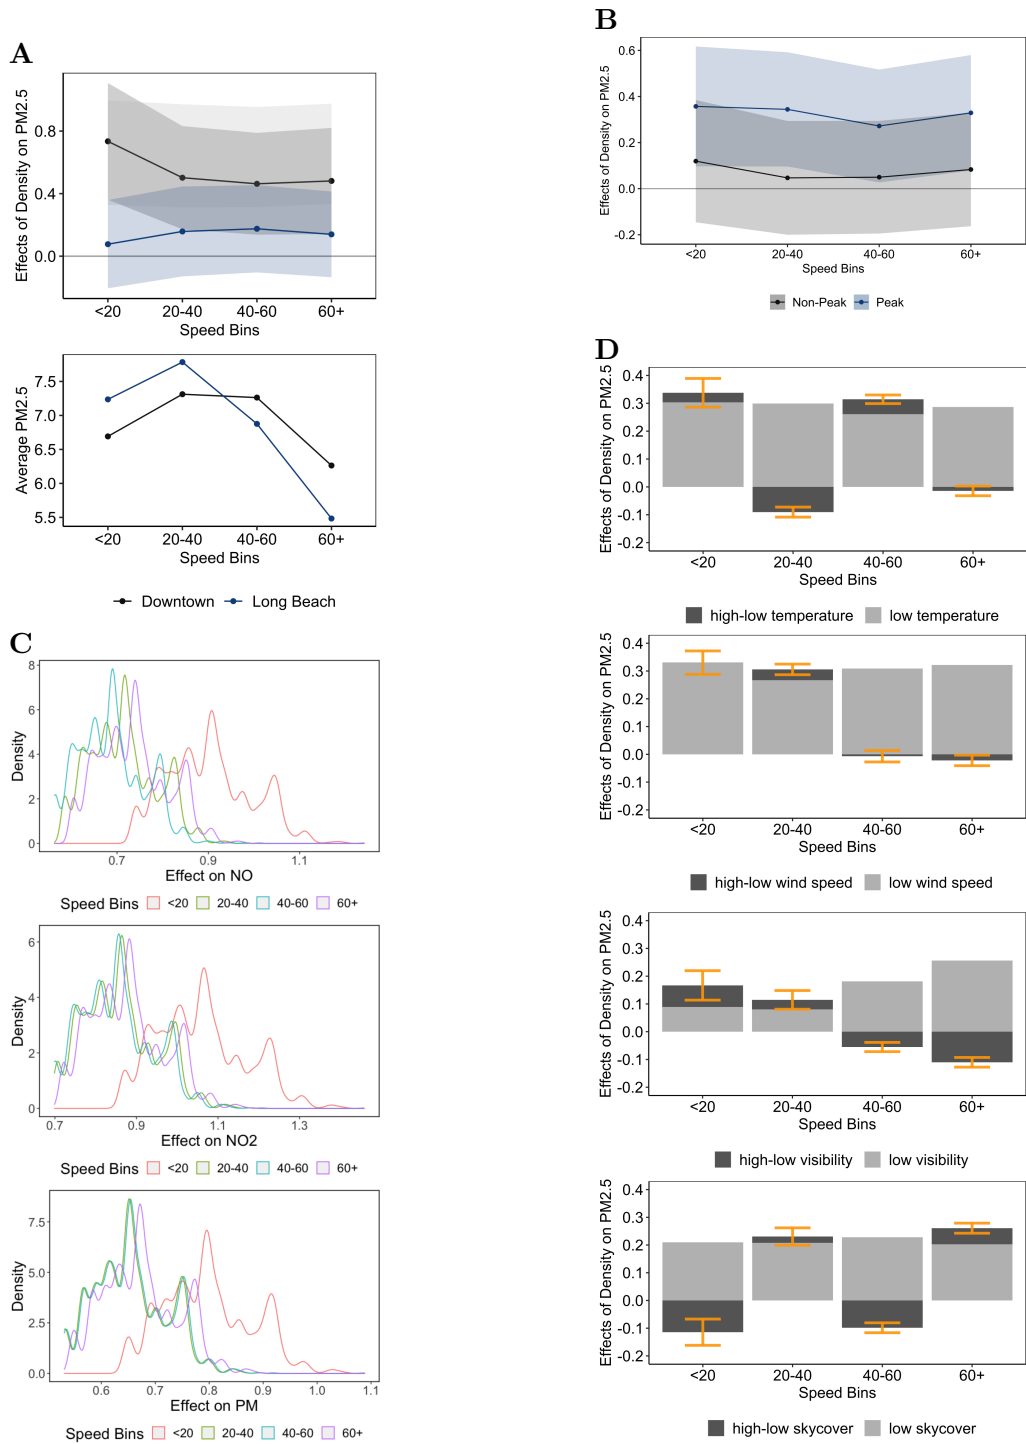 A
Effects of Density on PM2.5
0.8
0.4
0.0
<20 20-40 40-60 60+
Speed Bins
Average PM2.5
7.5
7.0
6.5
6.0
5.5
<20 20-40 40-60 60+
Speed Bins
Downtown Long Beach
B
Effects of Density on PM2.5
0.6
0.4
0.2
0.0
-0.2
<20 20-40 40-60 60+
Speed Bins
Non-Peak Peak
C
Density
8
6
4
2
0
0.7 0.9 1.1
Effect on NO
Speed Bins <20 20-40 40-60 60+
Density
6
4
2
0
0.7 0.9 1.1 1.3
Effect on NO2
Speed Bins <20 20-40 40-60 60+
Density
7.5
5.0
2.5
0.0
0.6 0.7 0.8 0.9 1.0 1.1
Effect on PM
Speed Bins <20 20-40 40-60 60+
D
Effects of Density on PM2.5
0.4
0.3
0.2
0.1
0.0
-0.1
-0.2
<20 20-40 40-60 60+
Speed Bins
high-low temperature low temperature
Effects of Density on PM2.5
0.4
0.3
0.2
0.1
0.0
-0.1
-0.2
<20 20-40 40-60 60+
Speed Bins
high-low wind speed low wind speed
Effects of Density on PM2.5
0.4
0.3
0.2
0.1
0.0
-0.1
-0.2
<20 20-40 40-60 60+
Speed Bins
high-low visibility low visibility
Effects of Density on PM2.5
0.4
0.3
0.2
0.1
0.0
-0.1
-0.2
<20 20-40 40-60 60+
Speed Bins
high-low skycover low skycover